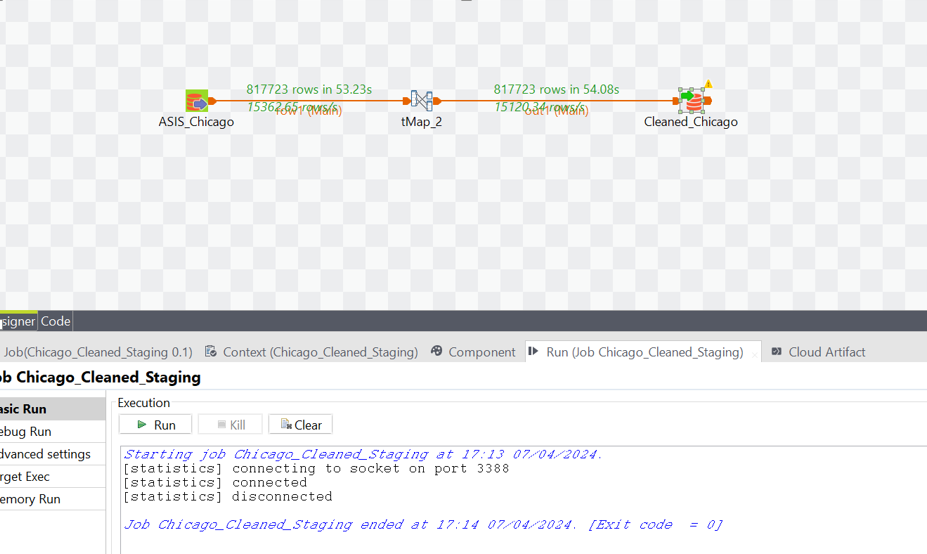 817723 rows in 53.23s
15362.65 rows/s
row1 (Main)
817723 rows in 54.08s
15120.34 rows/s
out1 (Main)
ASIS_Chicago
tMap_2
Cleaned_Chicago
signer Code
Job(Chicago_Cleaned_Staging 0.1) Context (Chicago_Cleaned_Staging) Component Run (Job Chicago_Cleaned_Staging) Cloud Artifact
ob Chicago_Cleaned_Staging
asic Run
ebug Run
dvanced settings
rget Exec
emory Run
Execution
Run Kill Clear
Starting job Chicago_Cleaned_Staging at 17:13 07/04/2024.
[statistics] connecting to socket on port 3388
[statistics] connected
[statistics] disconnected
Job Chicago_Cleaned_Staging ended at 17:14 07/04/2024. [Exit code  = 0]